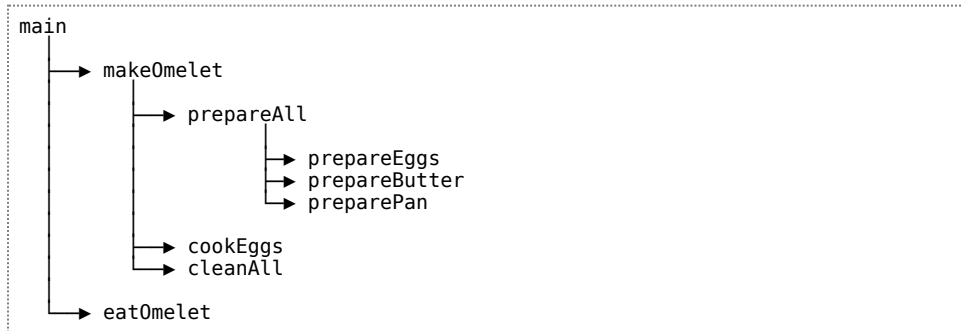 main
makeOmelet
prepareAll
prepareEggs
prepareButter
preparePan
cookEggs
cleanAll
eatOmelet